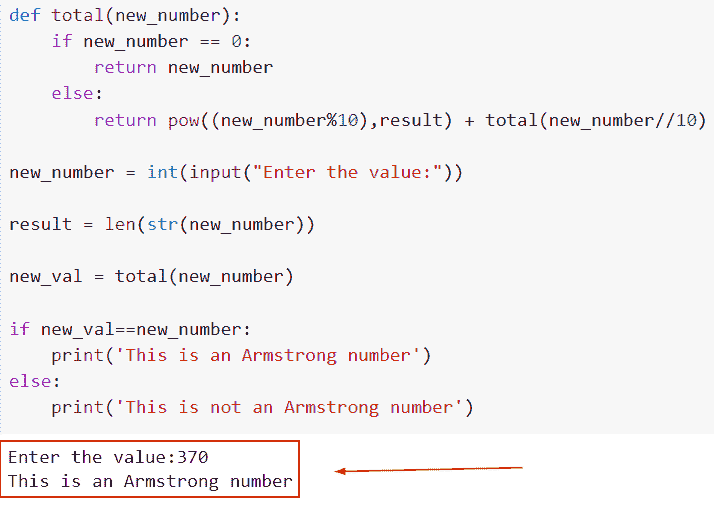 def total(new_number):
    if new_number == 0:
        return new_number
    else:
        return pow((new_number%10),result) + total(new_number//10)
new_number = int(input("Enter the value:"))
result = len(str(new_number))
new_val = total(new_number)
if new_val==new_number:
    print('This is an Armstrong number')
else:
    print('This is not an Armstrong number')
Enter the value:370
This is an Armstrong number